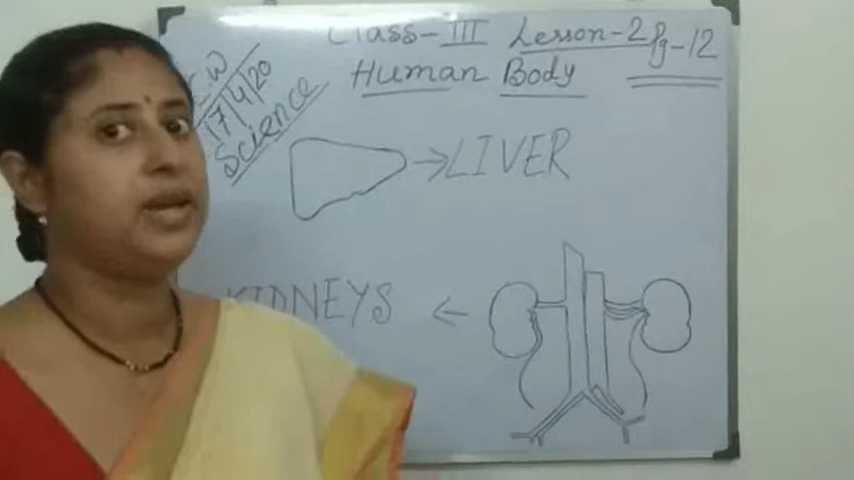 Class-III Lesson-2 Pg-12
Human Body
C.W
17/4/20
Science
LIVER
KIDNEYS